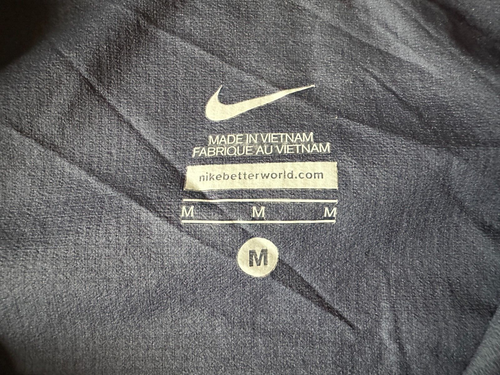 MADE IN VIETNAM
FABRIQUE AU VIETNAM
nikebetterworld.com
M M M
M